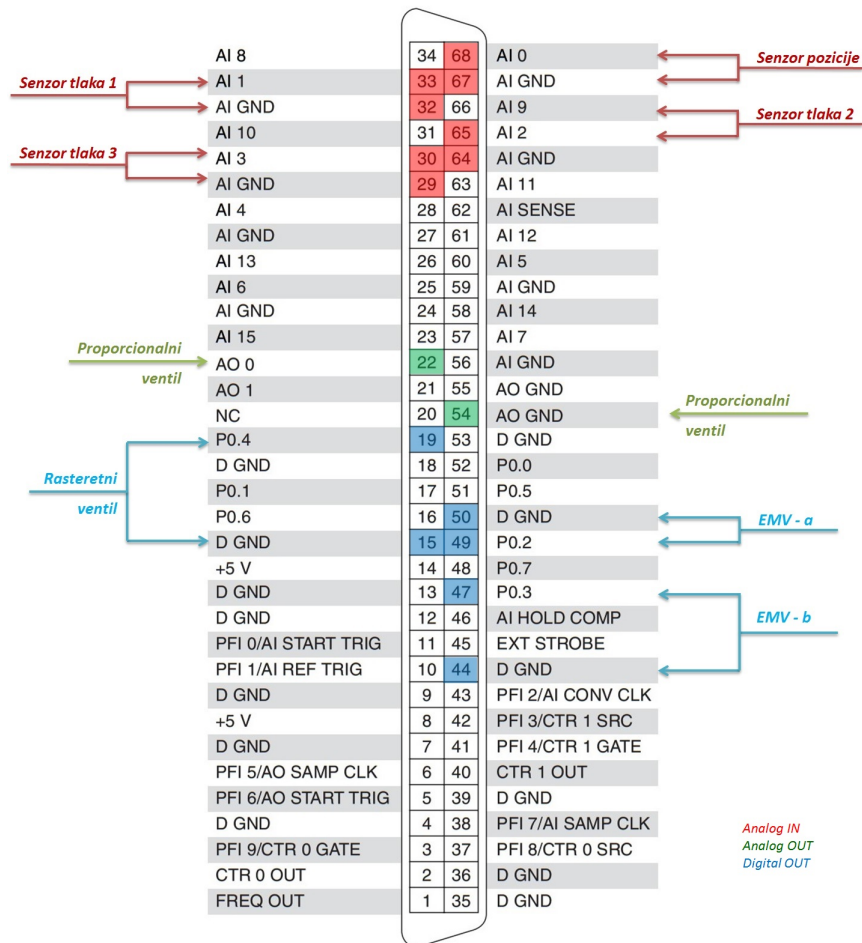 AI 8 34 68 AI 0
Senzor pozicije
Senzor tlaka 1
AI 1 33 67 AI GND
AI GND 32 66 AI 9
Senzor tlaka 2
AI 10 31 65 AI 2
Senzor tlaka 3
AI 3 30 64 AI GND
AI GND 29 63 AI 11
AI 4 28 62 AI SENSE
AI GND 27 61 AI 12
AI 13 26 60 AI 5
AI 6 25 59 AI GND
AI GND 24 58 AI 14
AI 15 23 57 AI 7
Proporcionalni
ventil
AO 0 22 56 AI GND
AO 1 21 55 AO GND
NC 20 54 AO GND
Proporcionalni
ventil
P0.4 19 53 D GND
D GND 18 52 P0.0
Rasteretni
ventil
P0.1 17 51 P0.5
P0.6 16 50 D GND
EMV - a
D GND 15 49 P0.2
+5 V 14 48 P0.7
D GND 13 47 P0.3
EMV - b
D GND 12 46 AI HOLD COMP
PFI 0/AI START TRIG 11 45 EXT STROBE
PFI 1/AI REF TRIG 10 44 D GND
D GND 9 43 PFI 2/AI CONV CLK
+5 V 8 42 PFI 3/CTR 1 SRC
D GND 7 41 PFI 4/CTR 1 GATE
PFI 5/AO SAMP CLK 6 40 CTR 1 OUT
PFI 6/AO START TRIG 5 39 D GND
D GND 4 38 PFI 7/AI SAMP CLK
PFI 9/CTR 0 GATE 3 37 PFI 8/CTR 0 SRC
CTR 0 OUT 2 36 D GND
FREQ OUT 1 35 D GND
Analog IN
Analog OUT
Digital OUT